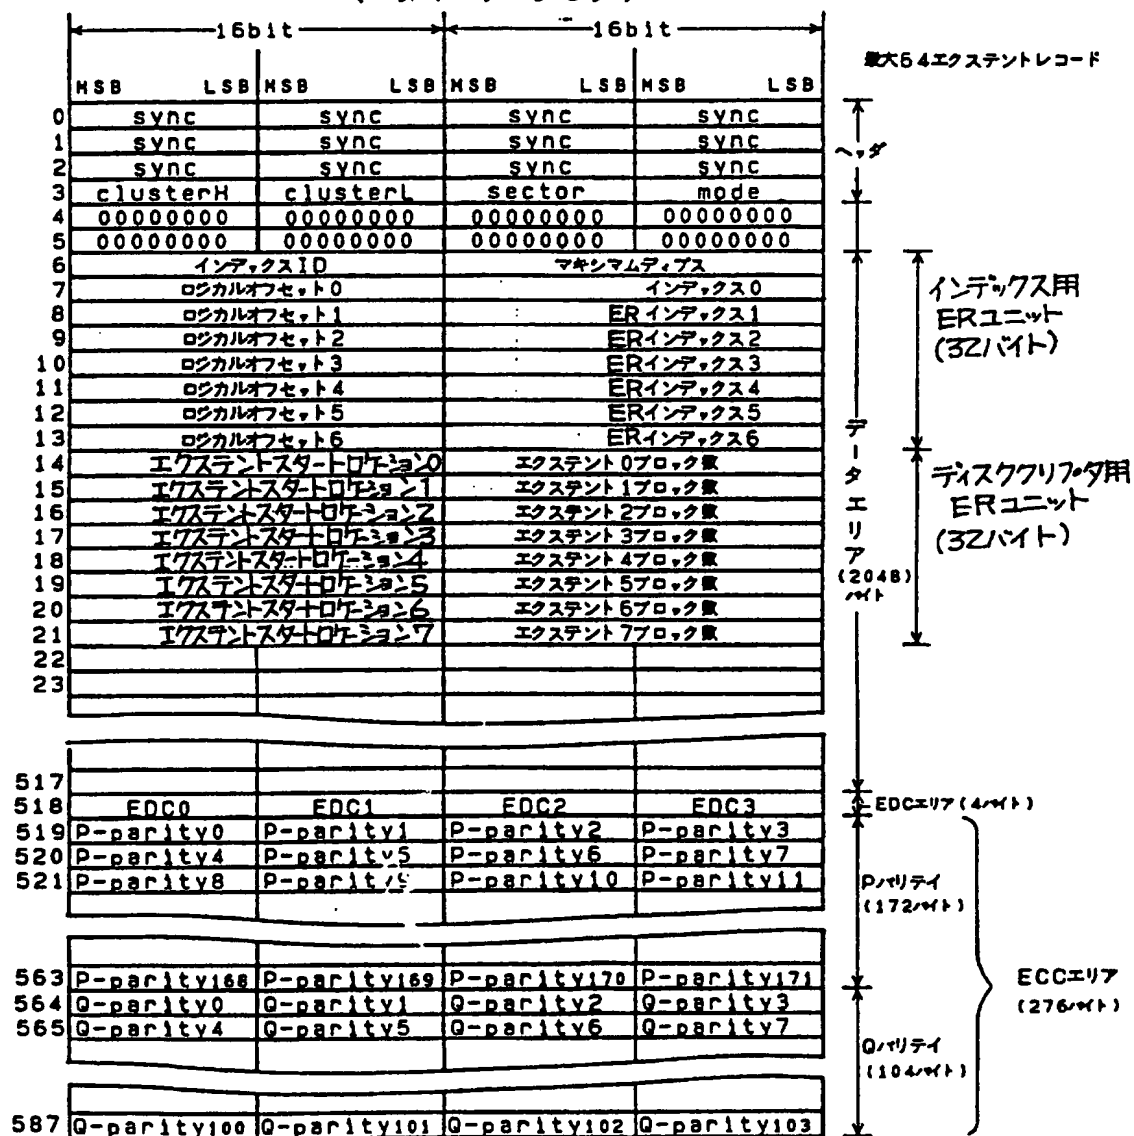 16bit 16bit
最大64エクステントレコード
MSB LSB MSB LSB MSB LSB MSB LSB
0 sync sync sync sync
1 sync sync sync sync
2 sync sync sync sync
ヘッダ
3 clusterH clusterL sector mode
4 00000000 00000000 00000000 00000000
5 00000000 00000000 00000000 00000000
6 インデックスID マキシマムディプス
7 ロジカルオフセット0 インデックス0
8 ロジカルオフセット1 ERインデックス1
9 ロジカルオフセット2 ERインデックス2
10 ロジカルオフセット3 ERインデックス3
11 ロジカルオフセット4 ERインデックス4
12 ロジカルオフセット5 ERインデックス5
13 ロジカルオフセット6 ERインデックス6
インデックス用
ERユニット
(32バイト)
14 エクステントスタートロケーション0 エクステント0ブロック数
15 エクステントスタートロケーション1 エクステント1ブロック数
16 エクステントスタートロケーション2 エクステント2ブロック数
17 エクステントスタートロケーション3 エクステント3ブロック数
18 エクステントスタートロケーション4 エクステント4ブロック数
19 エクステントスタートロケーション5 エクステント5ブロック数
20 エクステントスタートロケーション6 エクステント6ブロック数
21 エクステントスタートロケーション7 エクステント7ブロック数
ディスククリプタ用
ERユニット
(32バイト)
データエリア
(2048)
バイト
22
23
517
518 EDC0 EDC1 EDC2 EDC3 EDCエリア(4バイト)
519 P-parity0 P-parity1 P-parity2 P-parity3
520 P-parity4 P-parity5 P-parity6 P-parity7
521 P-parity8 P-parity9 P-parity10 P-parity11
Pパリテイ
(172バイト)
563 P-parity168 P-parity169 P-parity170 P-parity171
564 Q-parity0 Q-parity1 Q-parity2 Q-parity3
565 Q-parity4 Q-parity5 Q-parity6 Q-parity7
ECCエリア
(276バイト)
Qパリテイ
(104バイト)
587 Q-parity100 Q-parity101 Q-parity102 Q-parity103